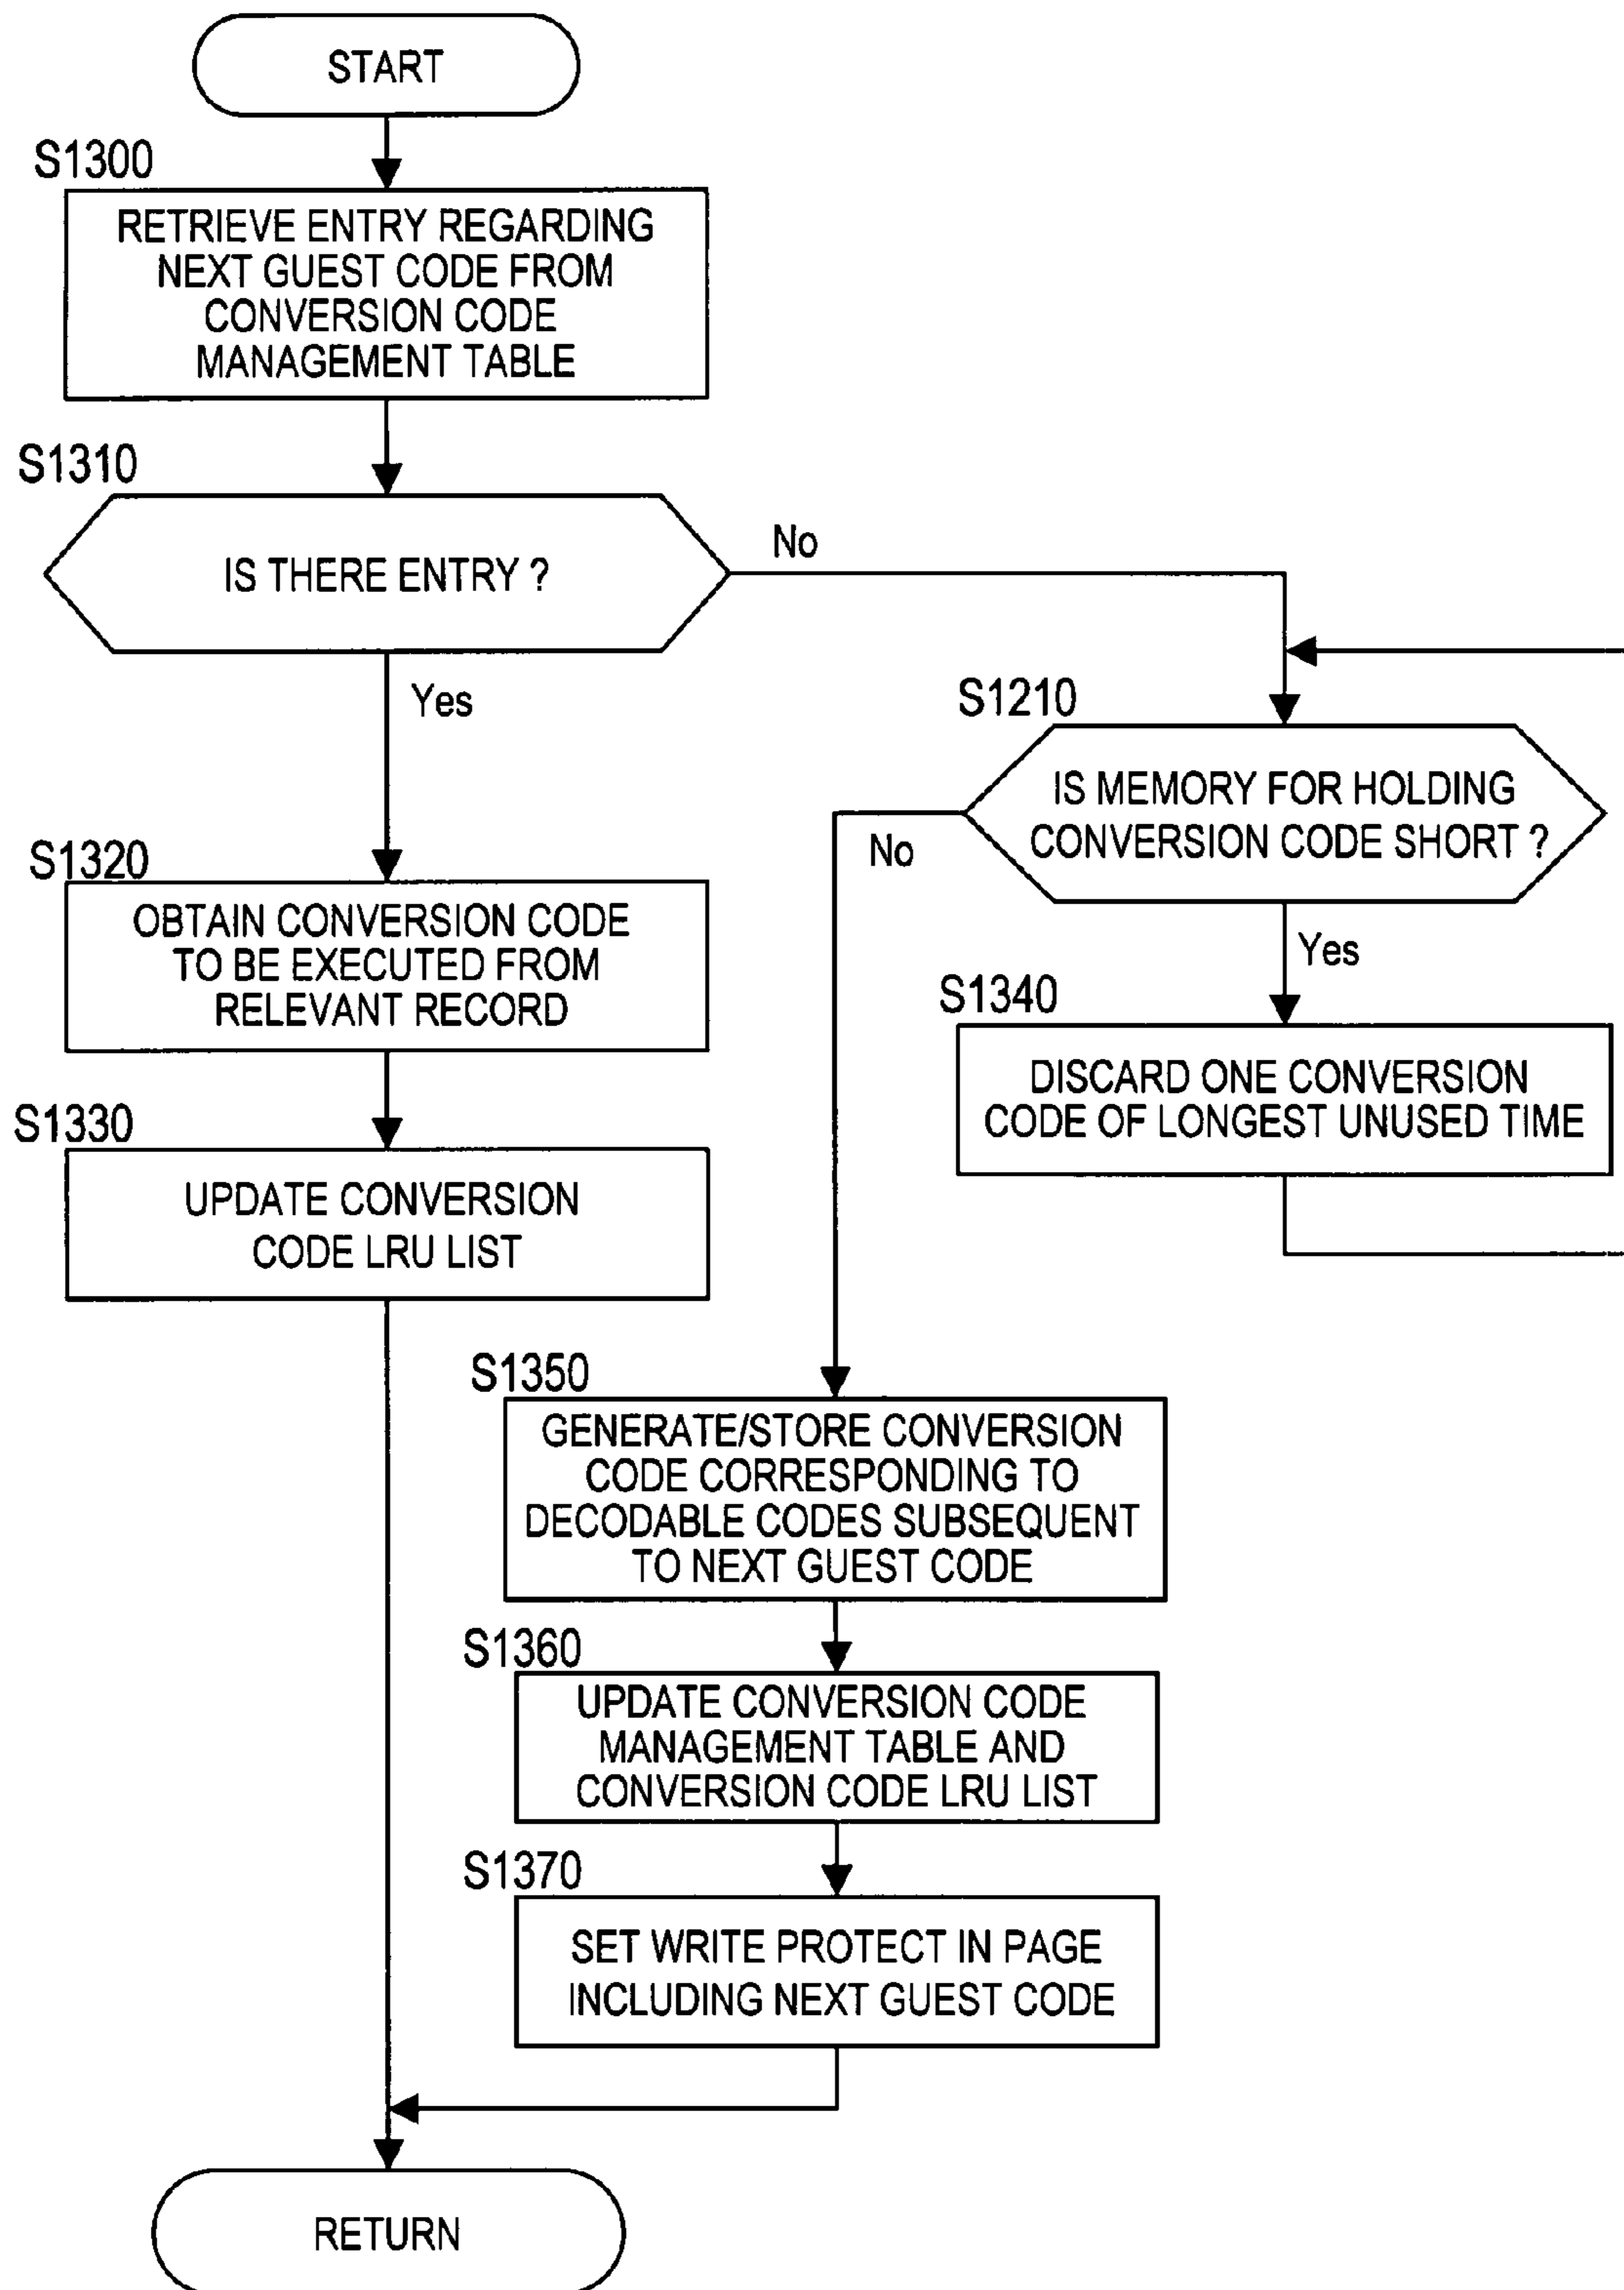 START
S1300
RETRIEVE ENTRY REGARDING
NEXT GUEST CODE FROM
CONVERSION CODE
MANAGEMENT TABLE
S1310
IS THERE ENTRY ?
No
Yes
S1210
IS MEMORY FOR HOLDING
CONVERSION CODE SHORT ?
No
Yes
S1320
OBTAIN CONVERSION CODE
TO BE EXECUTED FROM
RELEVANT RECORD
S1340
DISCARD ONE CONVERSION
CODE OF LONGEST UNUSED TIME
S1330
UPDATE CONVERSION
CODE LRU LIST
S1350
GENERATE/STORE CONVERSION
CODE CORRESPONDING TO
DECODABLE CODES SUBSEQUENT
TO NEXT GUEST CODE
S1360
UPDATE CONVERSION CODE
MANAGEMENT TABLE AND
CONVERSION CODE LRU LIST
S1370
SET WRITE PROTECT IN PAGE
INCLUDING NEXT GUEST CODE
RETURN